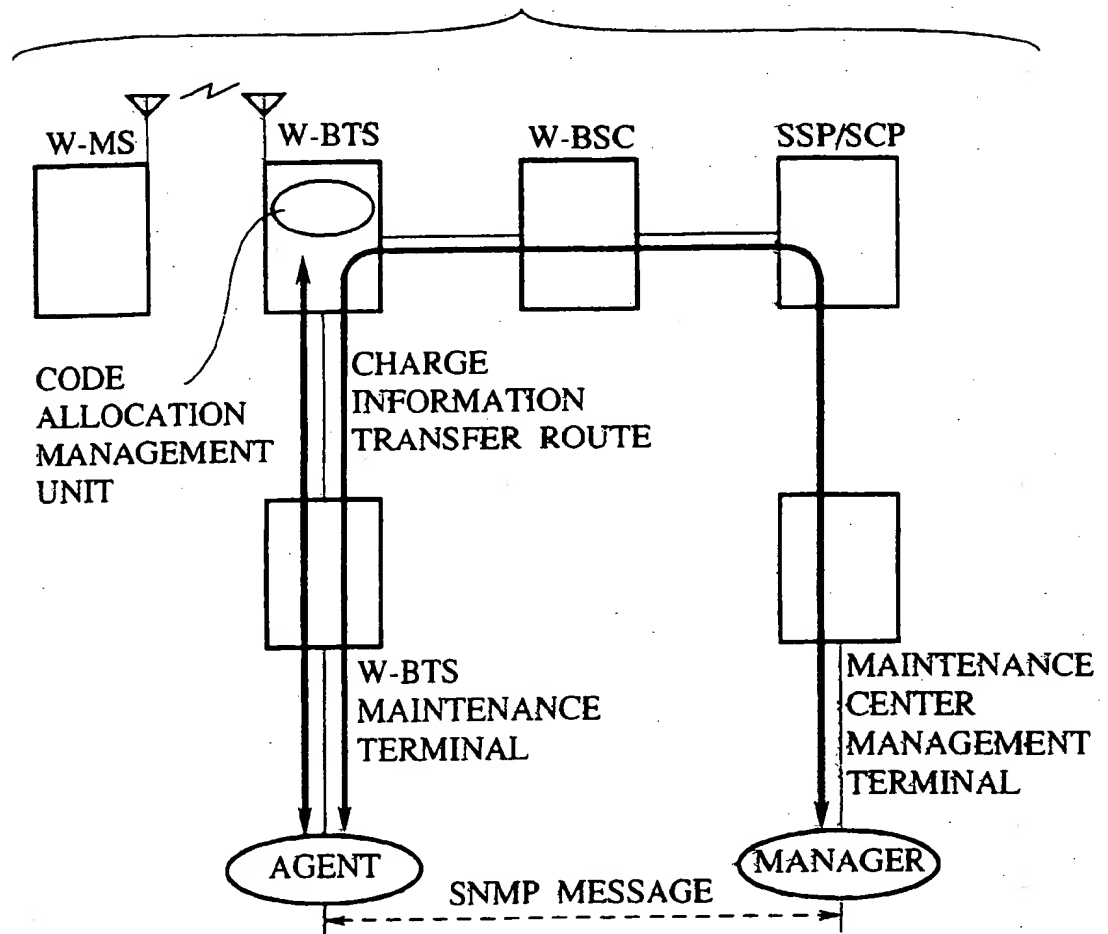 W-MS
W-BTS
W-BSC
SSP/SCP
CODE
ALLOCATION
MANAGEMENT
UNIT
CHARGE
INFORMATION
TRANSFER ROUTE
W-BTS
MAINTENANCE
TERMINAL
MAINTENANCE
CENTER
MANAGEMENT
TERMINAL
AGENT
MANAGER
SNMP MESSAGE